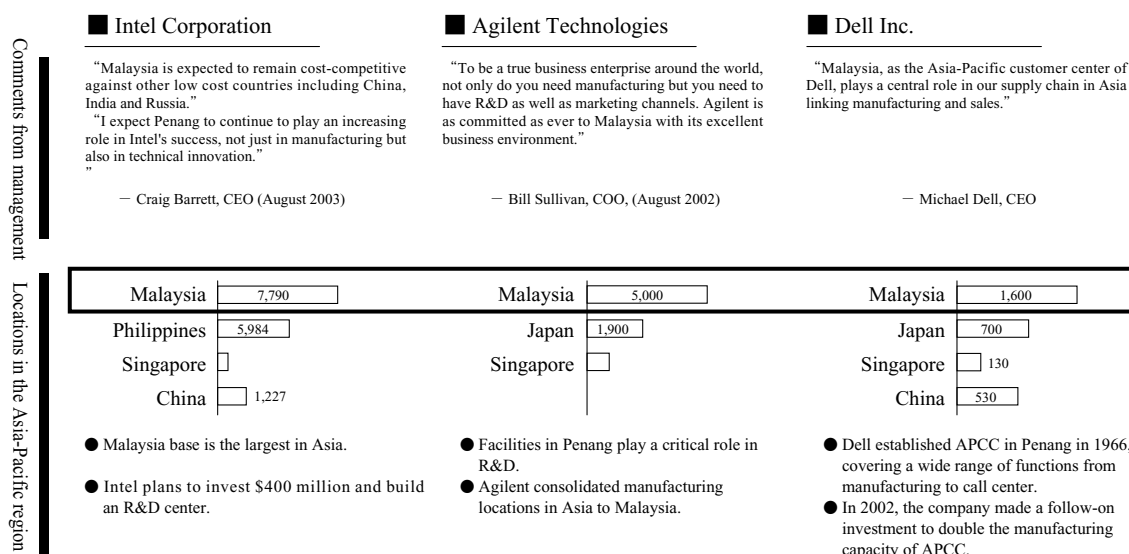 ■ Intel Corporation
“Malaysia is expected to remain cost-competitive
against other low cost countries including China,
India and Russia.”
“I expect Penang to continue to play an increasing
role in Intel's success, not just in manufacturing but
also in technical innovation.”
”
— Craig Barrett, CEO (August 2003)
■ Agilent Technologies
“To be a true business enterprise around the world,
not only do you need manufacturing but you need to
have R&D as well as marketing channels. Agilent is
as committed as ever to Malaysia with its excellent
business environment.”
— Bill Sullivan, COO, (August 2002)
■ Dell Inc.
“Malaysia, as the Asia-Pacific customer center of
Dell, plays a central role in our supply chain in Asia
linking manufacturing and sales.”
— Michael Dell, CEO
Comments from management
Locations in the Asia-Pacific region
Malaysia 7,790
Philippines 5,984
Singapore
China 1,227
● Malaysia base is the largest in Asia.
● Intel plans to invest $400 million and build
an R&D center.
Malaysia 5,000
Japan 1,900
Singapore
● Facilities in Penang play a critical role in
R&D.
● Agilent consolidated manufacturing
locations in Asia to Malaysia.
Malaysia 1,600
Japan 700
Singapore 130
China 530
● Dell established APCC in Penang in 1966,
covering a wide range of functions from
manufacturing to call center.
● In 2002, the company made a follow-on
investment to double the manufacturing
capacity of APCC.